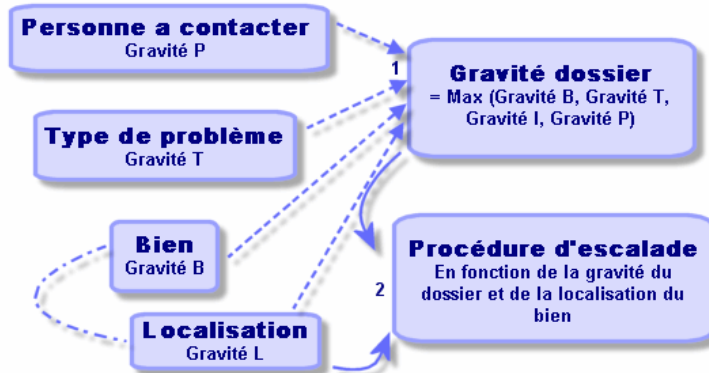 Personne a contacter
Gravité P
1
Gravité dossier
= Max (Gravité B, Gravité T,
Gravité I, Gravité P)
Type de problème
Gravité T
Bien
Gravité B
2
Procédure d'escalade
En fonction de la gravité du
dossier et de la localisation du
bien
Localisation
Gravité L